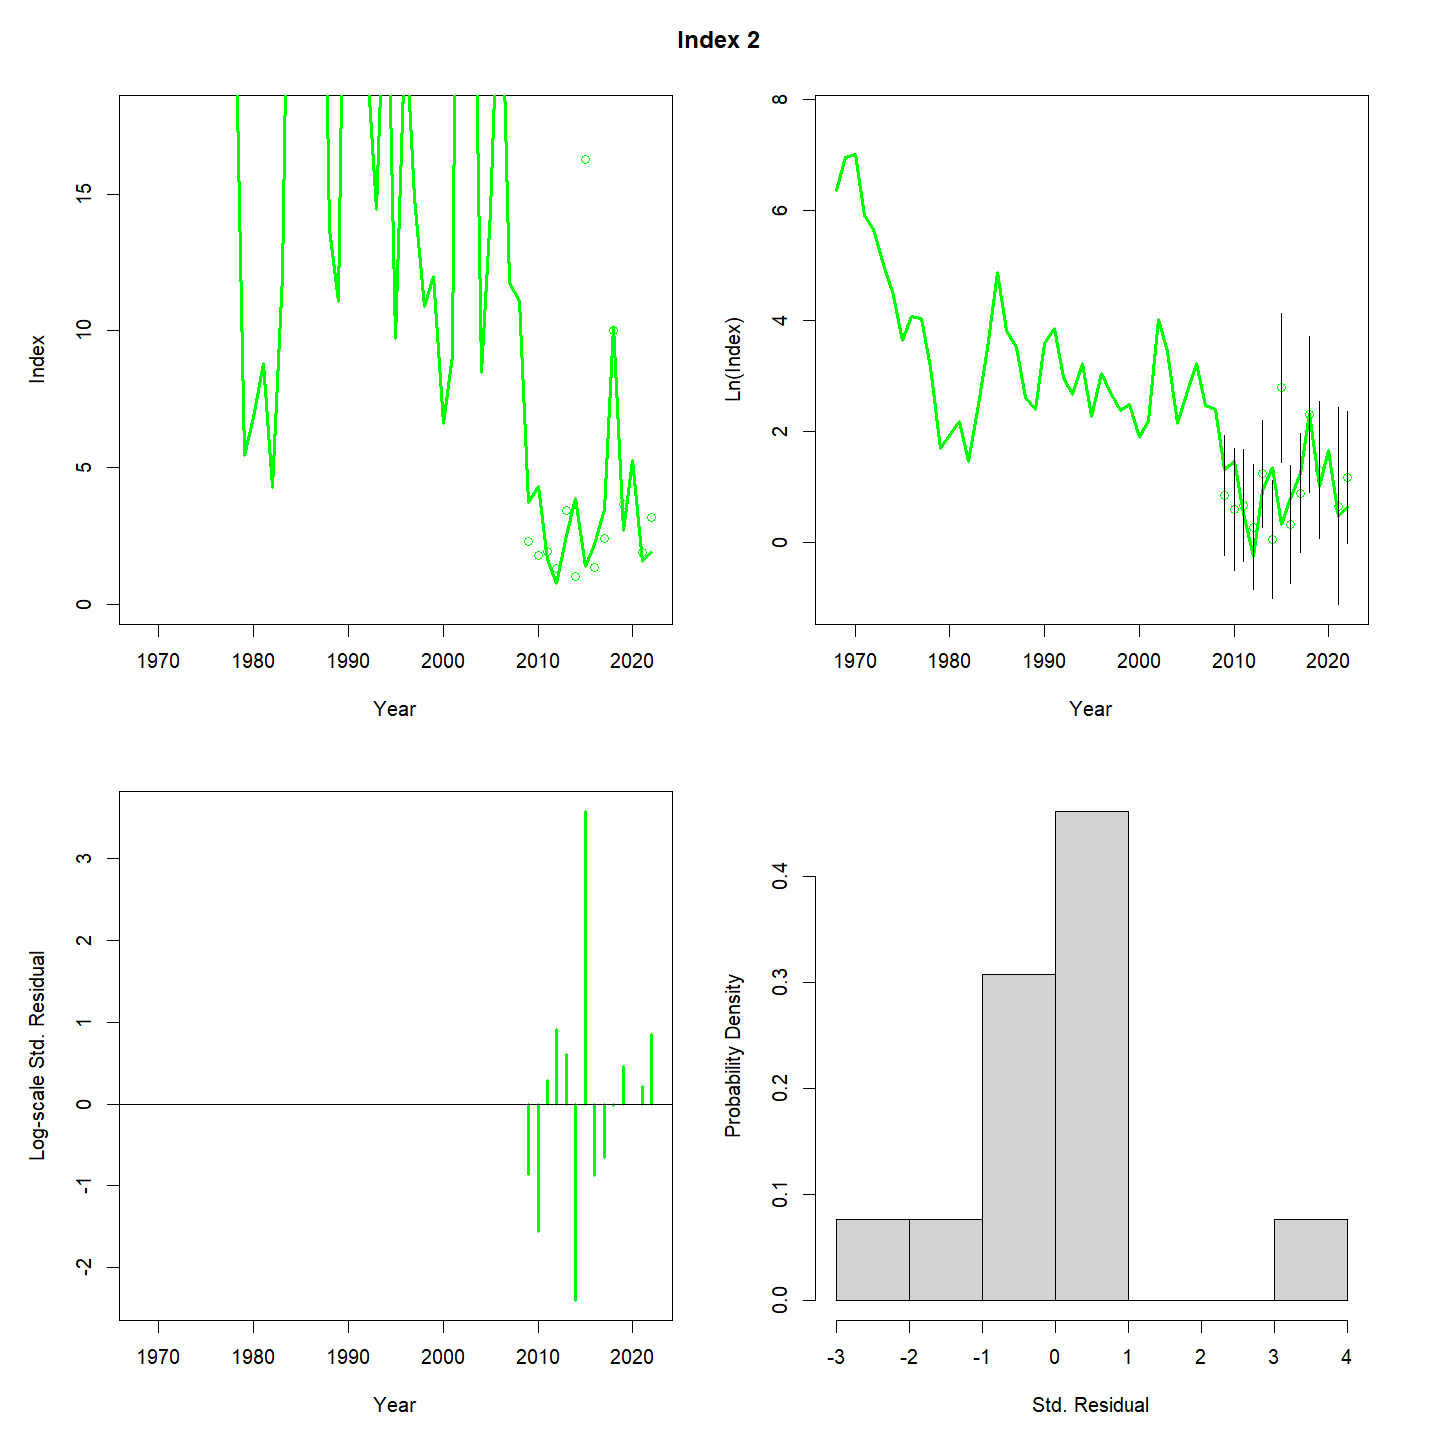 Index 2
Index
15
10
5
0
1970 1980 1990 2000 2010 2020
Year
Ln(Index)
8
6
4
2
0
1970 1980 1990 2000 2010 2020
Year
Log-scale Std. Residual
3
2
1
0
-1
-2
1970 1980 1990 2000 2010 2020
Year
Probability Density
0.4
0.3
0.2
0.1
0.0
-3 -2 -1 0 1 2 3 4
Std. Residual